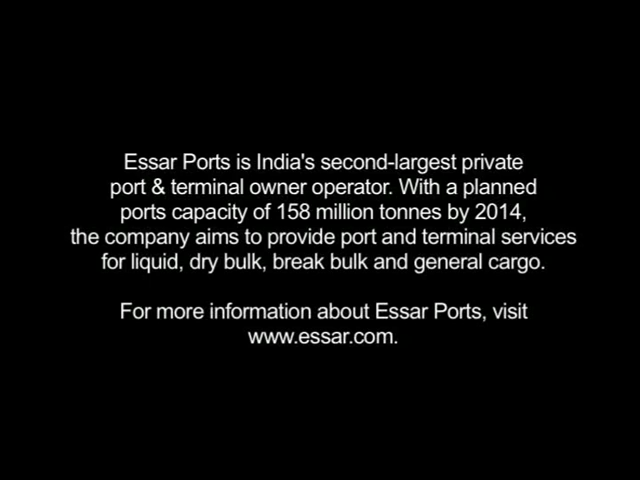 Essar Ports is India's second-largest private
port & terminal owner operator. With a planned
ports capacity of 158 million tonnes by 2014,
the company aims to provide port and terminal services
for liquid, dry bulk, break bulk and general cargo.
For more information about Essar Ports, visit
www.essar.com.